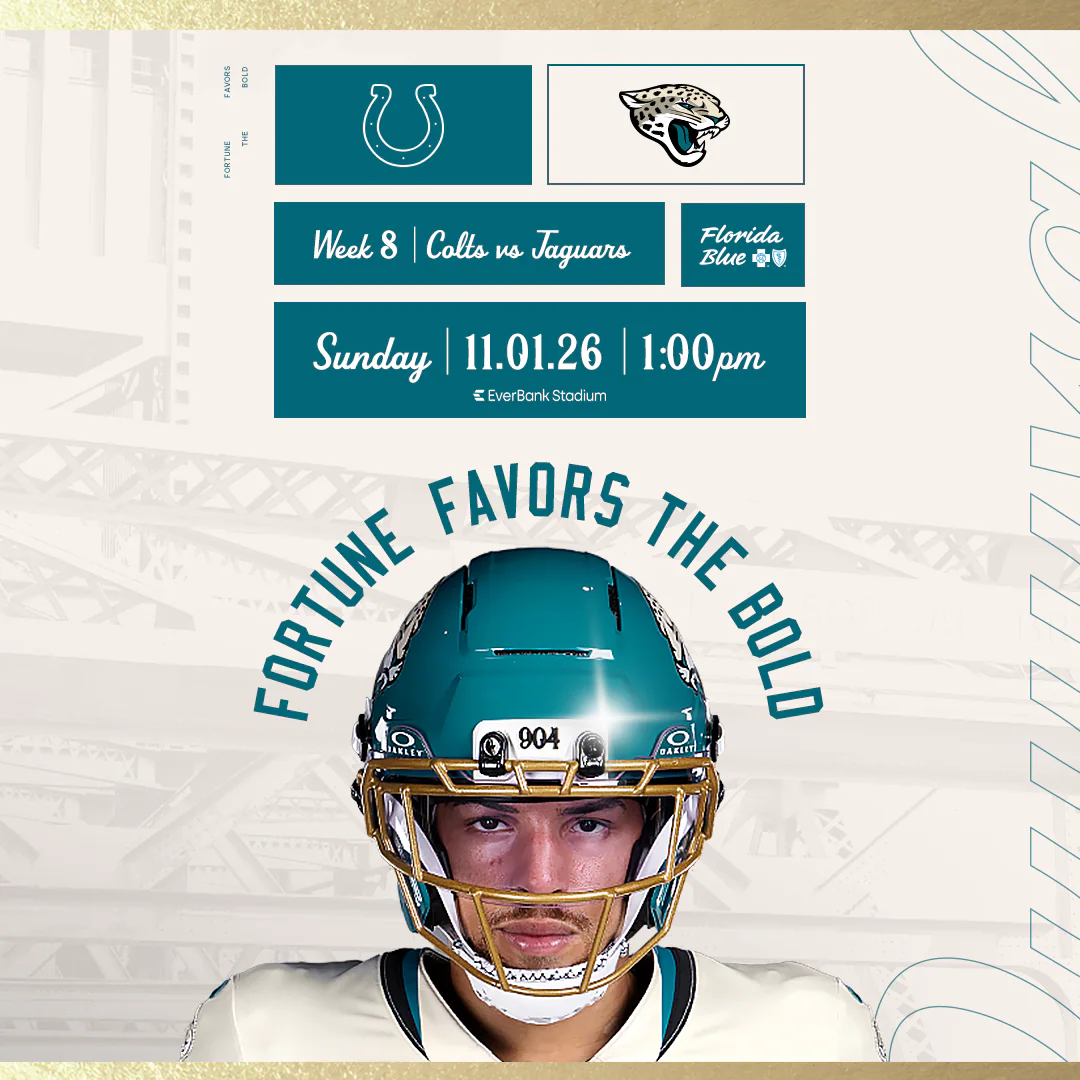 FORTUNE FAVORS
THE BOLD
Week 8 | Colts vs Jaguars
Florida
Blue
Sunday | 11.01.26 | 1:00pm
EverBank Stadium
FORTUNE FAVORS THE BOLD
904
OAKLEY
OAKLEY